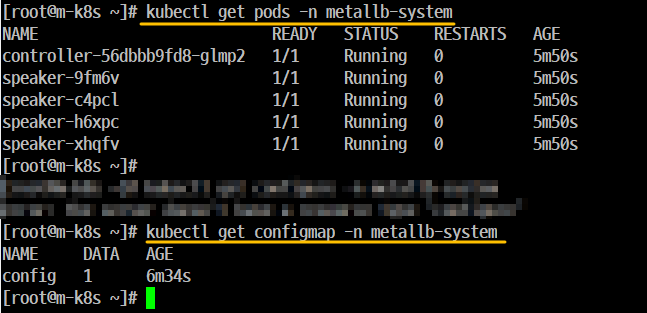 [root@m-k8s ~]# kubectl get pods -n metallb-system
NAME READY STATUS RESTARTS AGE
controller-56dbbb9fd8-glmp2 1/1 Running 0 5m50s
speaker-9fm6v 1/1 Running 0 5m50s
speaker-c4pcl 1/1 Running 0 5m50s
speaker-h6xpc 1/1 Running 0 5m50s
speaker-xhqfv 1/1 Running 0 5m50s
[root@m-k8s ~]#
[root@m-k8s ~]# kubectl get configmap -n metallb-system
NAME DATA AGE
config 1 6m34s
[root@m-k8s ~]#